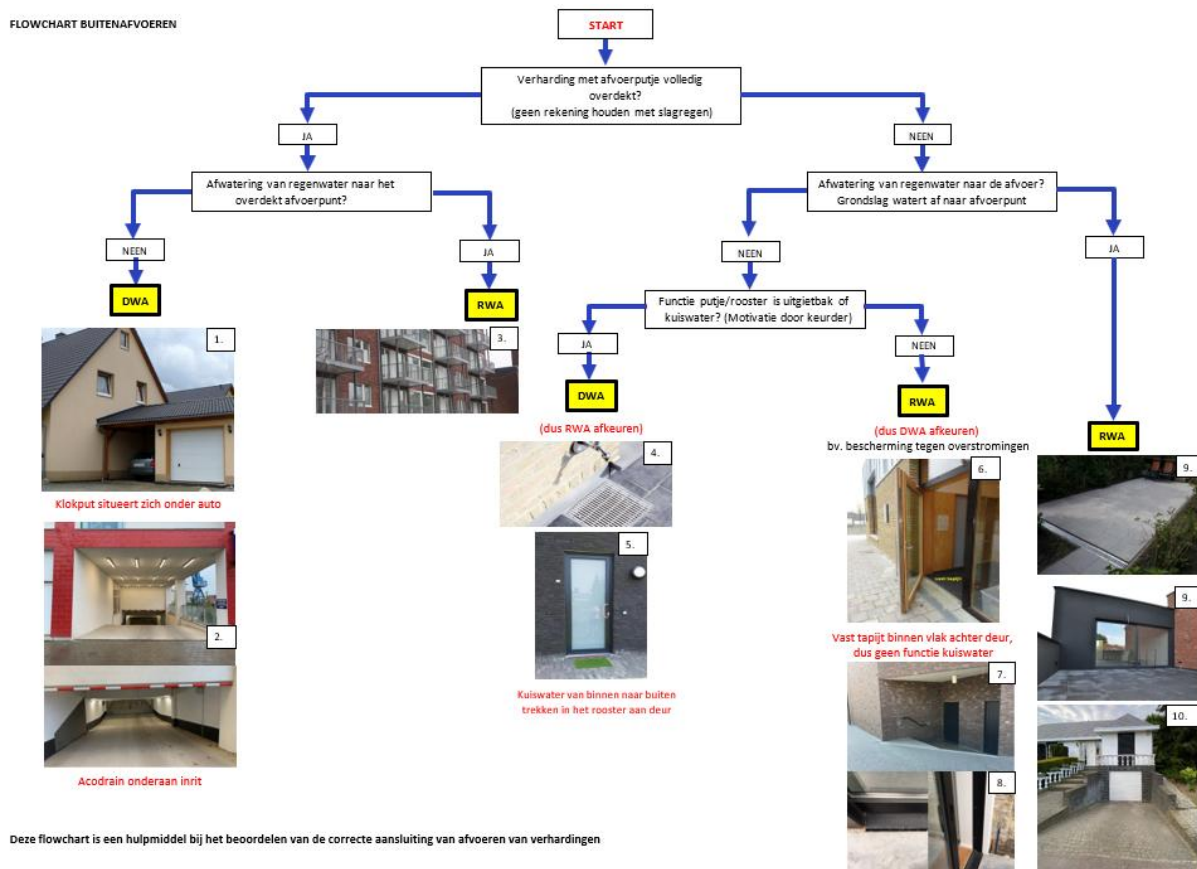 FLOWCHART BUITENAFVOEREN
START
Verharding met afvoerputje volledig
overdekt?
(geen rekening houden met slagregen)
JA
NEEN
Afwatering van regenwater naar het
overdekt afvoerpunt?
Afwatering van regenwater naar de afvoer?
Grondslag watert af naar afvoerpunt
NEEN
JA
NEEN
JA
DWA
RWA
Functie putje/rooster is uitgietbak of
kuiswater? (Motivatie door keurder)
JA
NEEN
DWA
RWA
RWA
(dus RWA afkeuren)
(dus DWA afkeuren)
bv. bescherming tegen overstromingen
1.
Klokput situeert zich onder auto
2.
Acodrain onderaan inrit
3.
4.
5.
Kuiswater van binnen naar buiten
trekken in het rooster aan deur
6.
vast tapijt
Vast tapijt binnen vlak achter deur,
dus geen functie kuiswater
7.
8.
9.
9.
10.
Deze flowchart is een hulpmiddel bij het beoordelen van de correcte aansluiting van afvoeren van verhardingen